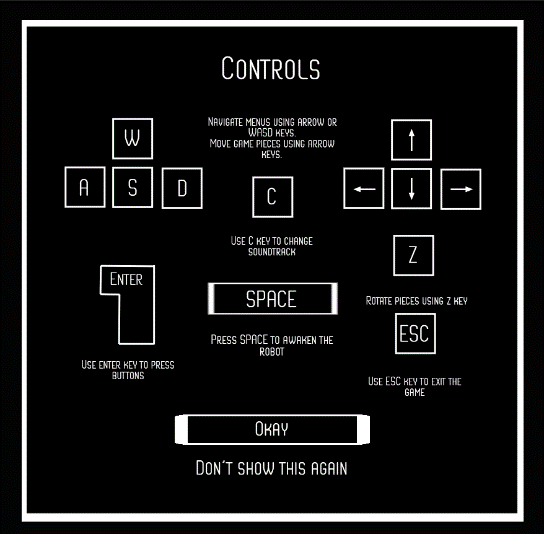 CONTROLS
NAVIGATE MENUS USING ARROW OR
WASD KEYS.
MOVE GAME PIECES USING ARROW
KEYS.
W
A S D
C
USE C KEY TO CHANGE
SOUNDTRACK
↑
← ↓ →
Z
ROTATE PIECES USING Z KEY
ENTER
USE ENTER KEY TO PRESS
BUTTONS
SPACE
PRESS SPACE TO AWAKEN THE
ROBOT
ESC
USE ESC KEY TO EXIT THE
GAME
OKAY
DON'T SHOW THIS AGAIN